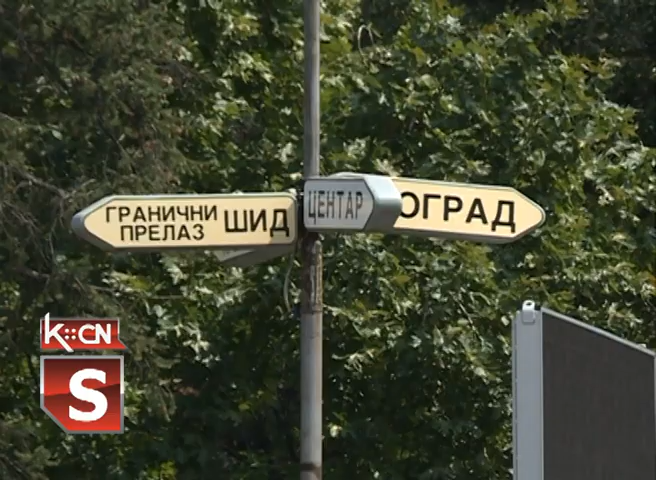 ГРАНИЧНИ
ПРЕЛАЗ
ШИД
ЦЕНТАР
ОГРАД
K::CN
S